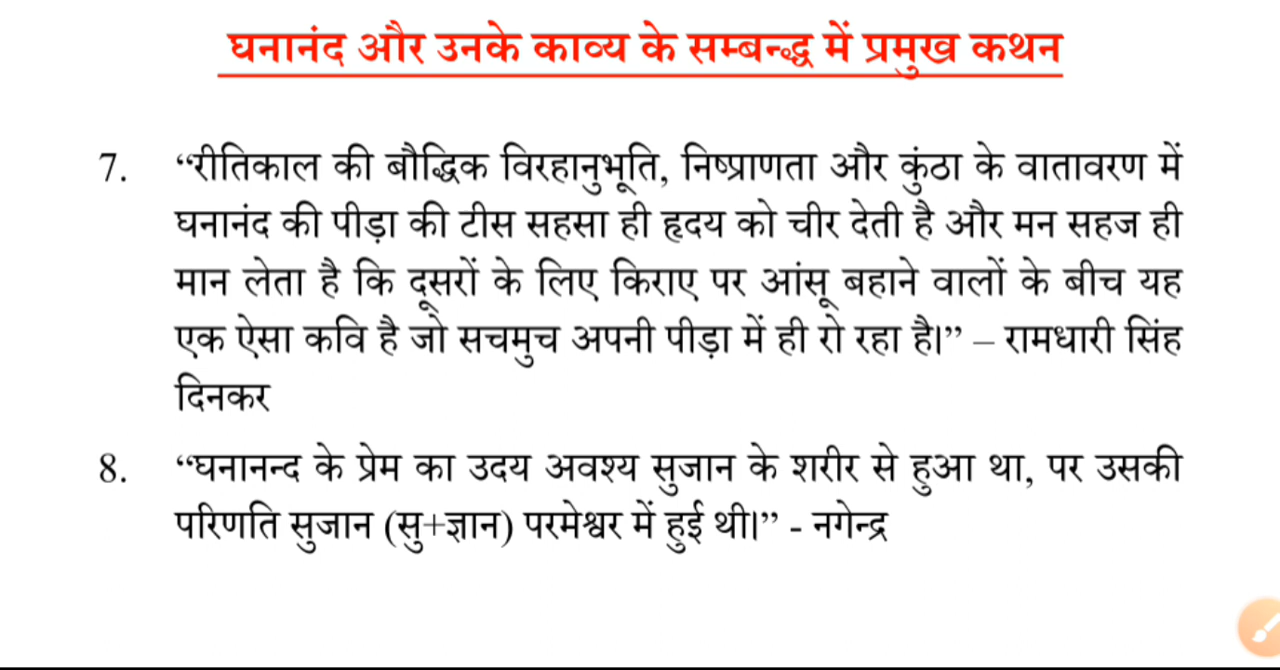 घनानंद और उनके काव्य के सम्बन्द्ध में प्रमुख कथन
7. “रीतिकाल की बौद्धिक विरहानुभूति, निष्प्राणता और कुंठा के वातावरण में
घनानंद की पीड़ा की टीस सहसा ही हृदय को चीर देती है और मन सहज ही
मान लेता है कि दूसरों के लिए किराए पर आंसू बहाने वालों के बीच यह
एक ऐसा कवि है जो सचमुच अपनी पीड़ा में ही रो रहा है।” – रामधारी सिंह
दिनकर
8. “घनानन्द के प्रेम का उदय अवश्य सुजान के शरीर से हुआ था, पर उसकी
परिणति सुजान (सु+ज्ञान) परमेश्वर में हुई थी।” - नगेन्द्र